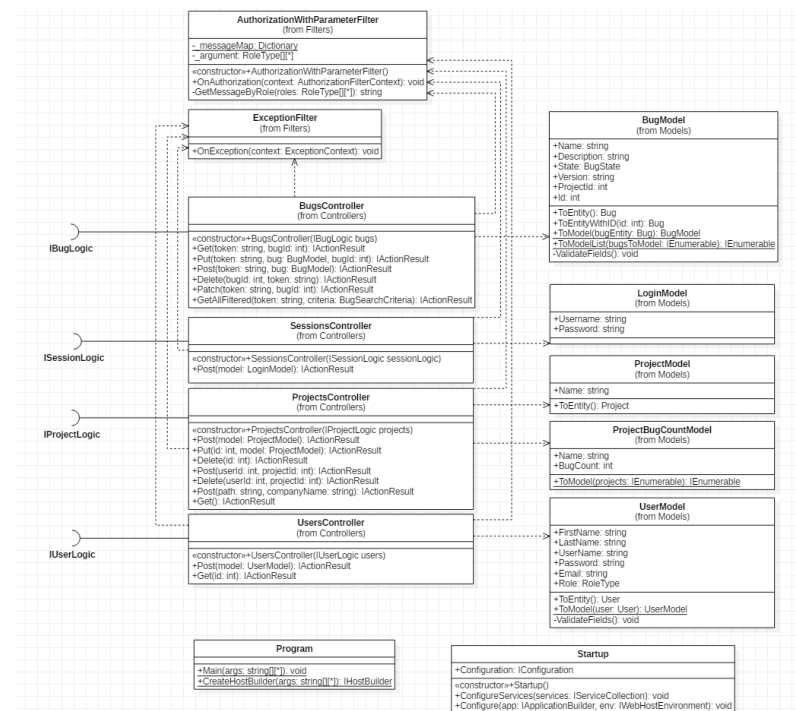 AuthorizationWithParameterFilter
(from Filters)
-_messageMap: Dictionary
-_argument: RoleType[][*]
«constructor»+AuthorizationWithParameterFilter()
+OnAuthorization(context: AuthorizationFilterContext): void
-GetMessageByRole(roles: RoleType[][*]): string
ExceptionFilter
(from Filters)
+OnException(context: ExceptionContext): void
BugModel
(from Models)
+Name: string
+Description: string
+State: BugState
+Version: string
+ProjectId: int
+Id: int
+ToEntity(): Bug
+ToEntityWithID(id: int): Bug
+ToModel(bugEntity: Bug): BugModel
+ToModelList(bugsToModel: IEnumerable): IEnumerable
-ValidateFields(): void
IBugLogic
BugsController
(from Controllers)
«constructor»+BugsController(IBugLogic bugs)
+Get(token: string, bugId: int): IActionResult
+Put(token: string, bug: BugModel, bugId: int): IActionResult
+Post(token: string, bug: BugModel): IActionResult
+Delete(bugId: int, token: string): IActionResult
+Patch(token: string, bugId: int): IActionResult
+GetAllFiltered(token: string, criteria: BugSearchCriteria): IActionResult
LoginModel
(from Models)
+Username: string
+Password: string
ISessionLogic
SessionsController
(from Controllers)
«constructor»+SessionsController(ISessionLogic sessionLogic)
+Post(model: LoginModel): IActionResult
ProjectModel
(from Models)
+Name: string
+ToEntity(): Project
IProjectLogic
ProjectsController
(from Controllers)
«constructor»+ProjectsController(IProjectLogic projects)
+Post(model: ProjectModel): IActionResult
+Put(id: int, model: ProjectModel): IActionResult
+Delete(id: int): IActionResult
+Post(userId: int, projectId: int): IActionResult
+Delete(userId: int, projectId: int): IActionResult
+Post(path: string, companyName: string): IActionResult
+Get(): IActionResult
ProjectBugCountModel
(from Models)
+Name: string
+BugCount: int
+ToModel(projects: IEnumerable): IEnumerable
IUserLogic
UsersController
(from Controllers)
«constructor»+UsersController(IUserLogic users)
+Post(model: UserModel): IActionResult
+Get(id: int): IActionResult
UserModel
(from Models)
+FirstName: string
+LastName: string
+UserName: string
+Password: string
+Email: string
+Role: RoleType
+ToEntity(): User
+ToModel(user: User): UserModel
-ValidateFields(): void
Program
+Main(args: string[][*]): void
+CreateHostBuilder(args: string[][*]): IHostBuilder
Startup
+Configuration: IConfiguration
«constructor»+Startup()
+ConfigureServices(services: IServiceCollection): void
+Configure(app: IApplicationBuilder, env: IWebHostEnvironment): void